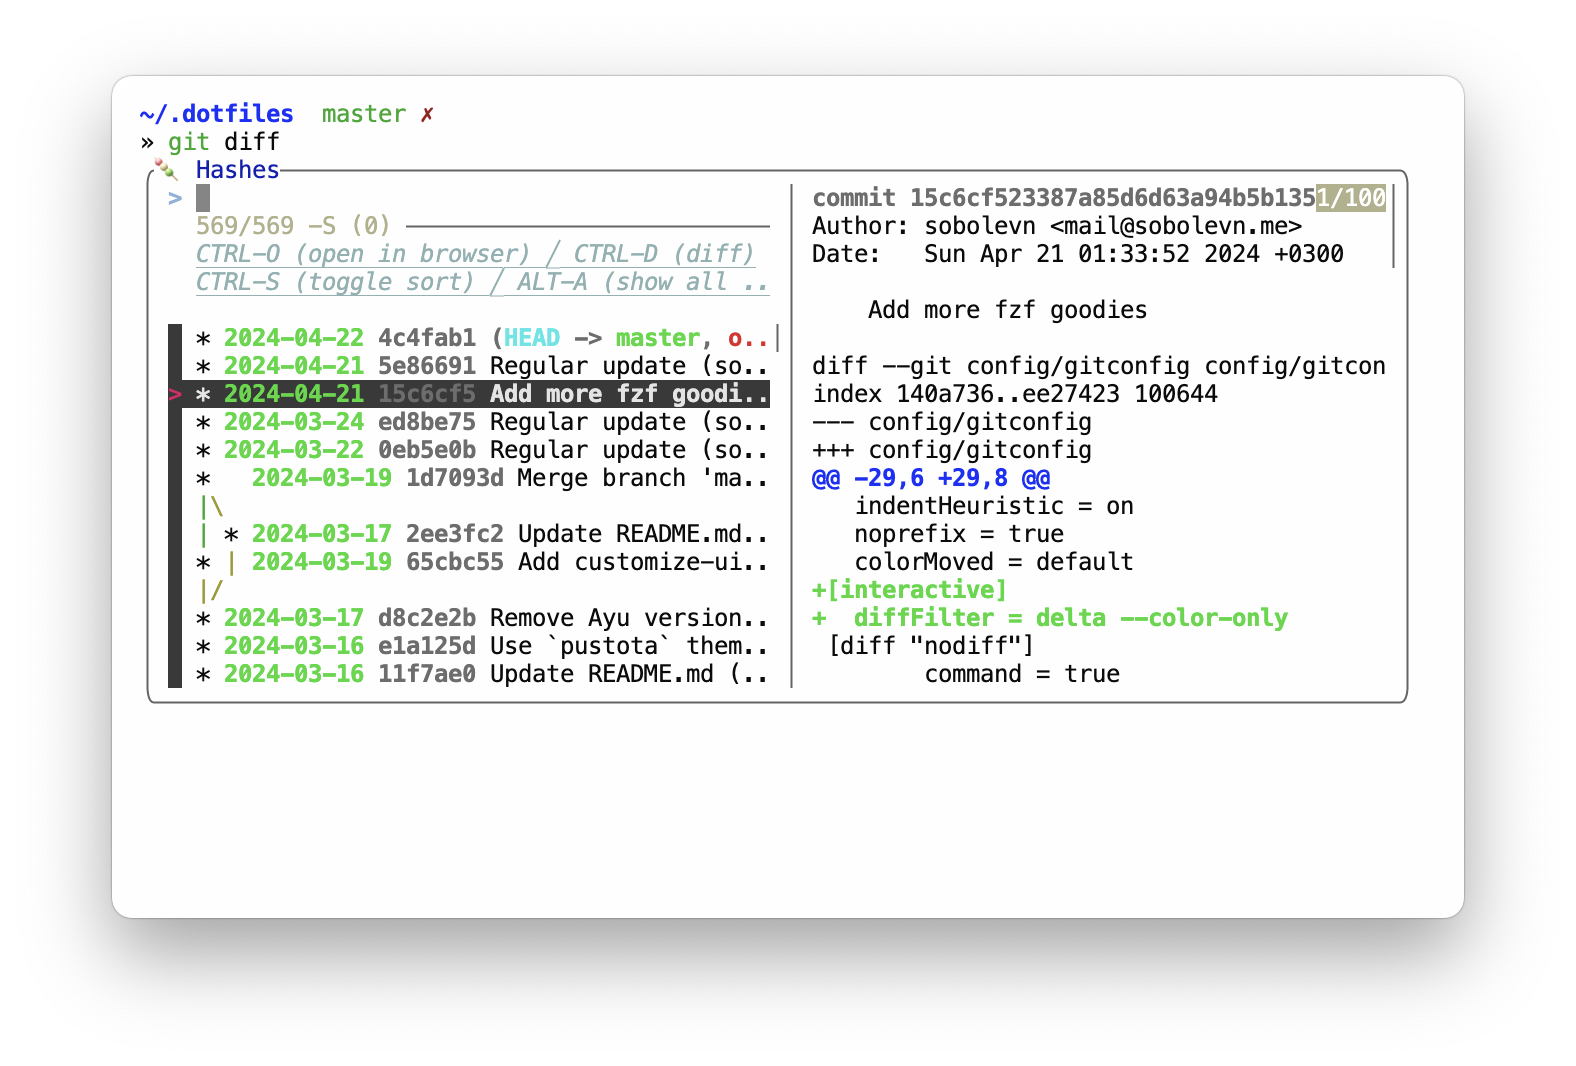 ~/.dotfiles  master ✗
» git diff
Hashes
>
569/569 -S (0)
CTRL-O (open in browser) / CTRL-D (diff)
CTRL-S (toggle sort) / ALT-A (show all ..
* 2024-04-22 4c4fab1 (HEAD -> master, o..
* 2024-04-21 5e86691 Regular update (so..
> * 2024-04-21 15c6cf5 Add more fzf goodi..
* 2024-03-24 ed8be75 Regular update (so..
* 2024-03-22 0eb5e0b Regular update (so..
*   2024-03-19 1d7093d Merge branch 'ma..
|\
| * 2024-03-17 2ee3fc2 Update README.md..
* | 2024-03-19 65cbc55 Add customize-ui..
|/
* 2024-03-17 d8c2e2b Remove Ayu version..
* 2024-03-16 e1a125d Use `pustota` them..
* 2024-03-16 11f7ae0 Update README.md (..
commit 15c6cf523387a85d6d63a94b5b135 1/100
Author: sobolevn <mail@sobolevn.me>
Date:   Sun Apr 21 01:33:52 2024 +0300
Add more fzf goodies
diff --git config/gitconfig config/gitcon
index 140a736..ee27423 100644
--- config/gitconfig
+++ config/gitconfig
@@ -29,6 +29,8 @@
indentHeuristic = on
noprefix = true
colorMoved = default
+[interactive]
+  diffFilter = delta --color-only
[diff "nodiff"]
command = true